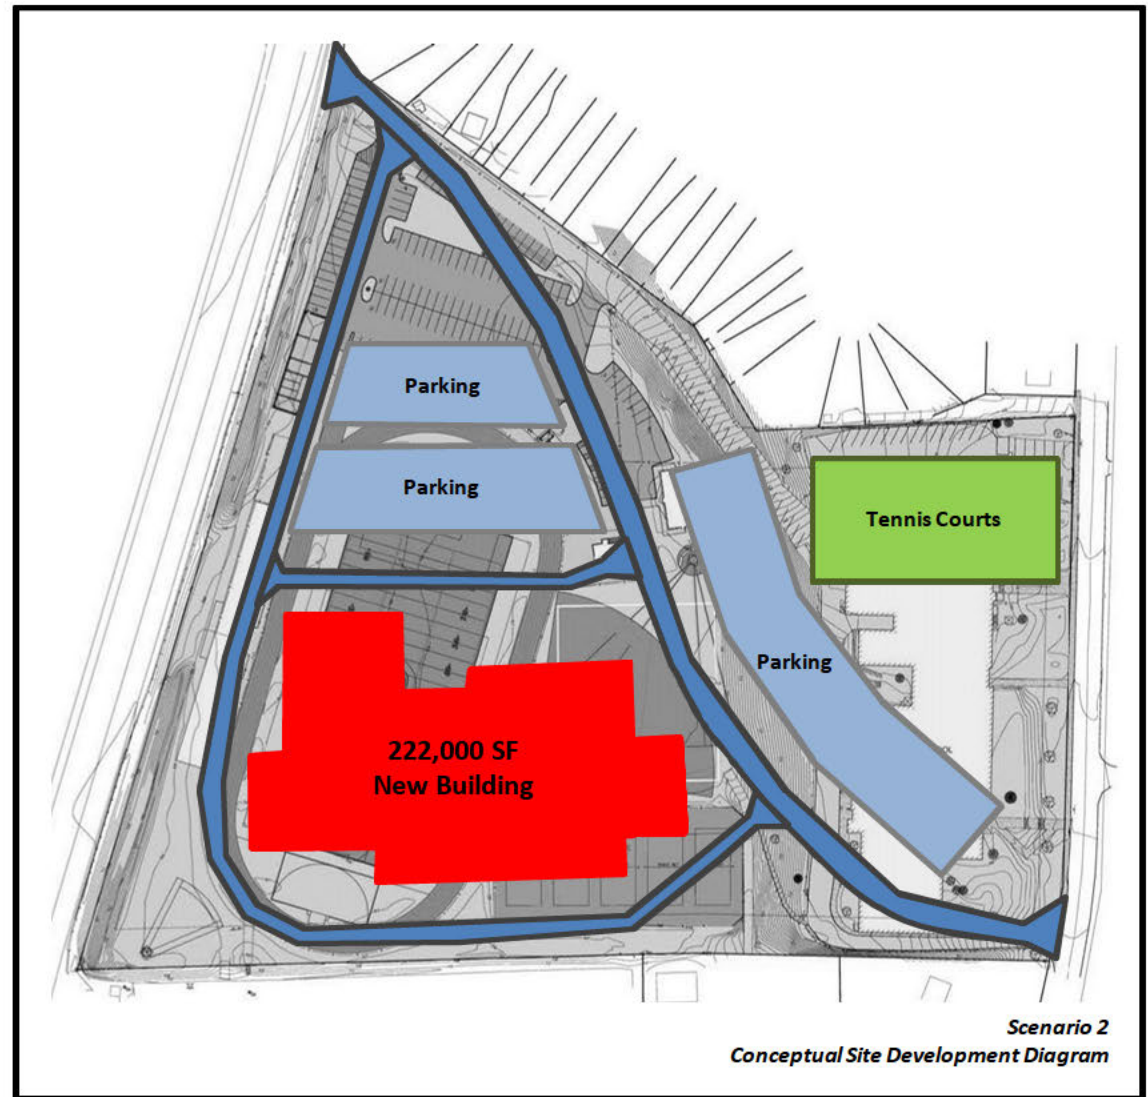 Parking
Parking
Tennis Courts
Parking
222,000 SF
New Building
Scenario 2
Conceptual Site Development Diagram